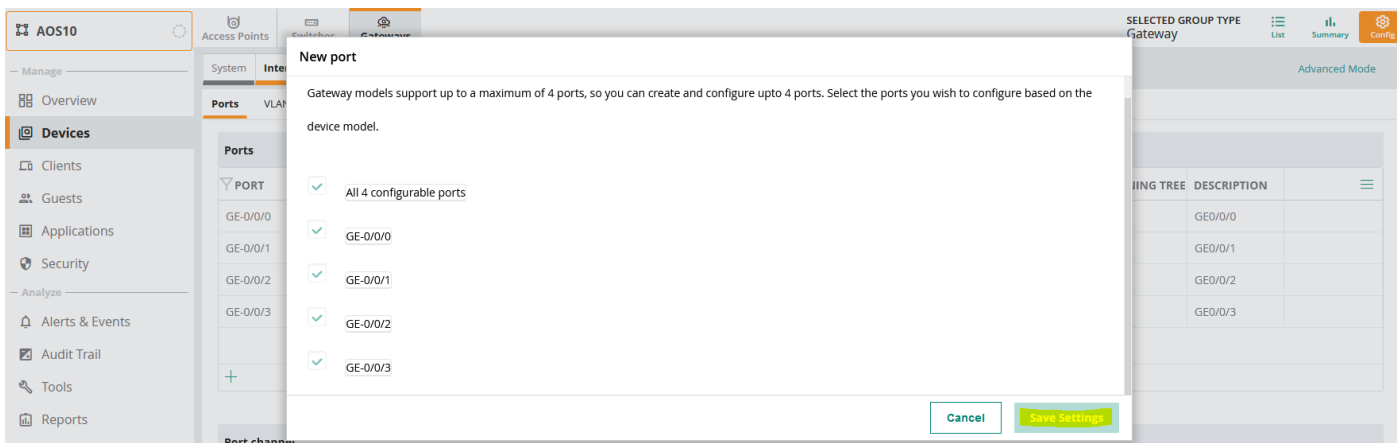 AOS10
Access Points
Switches
Gateways
SELECTED GROUP TYPE
Gateway
List
Summary
Config
Manage
Overview
Devices
Clients
Guests
Applications
Security
Analyze
Alerts & Events
Audit Trail
Tools
Reports
System
Inte
Advanced Mode
Ports
VLAN
Ports
PORT
NING TREE
DESCRIPTION
GE-0/0/0
GE0/0/0
GE-0/0/1
GE0/0/1
GE-0/0/2
GE0/0/2
GE-0/0/3
GE0/0/3
+
Port channel
New port
Gateway models support up to a maximum of 4 ports, so you can create and configure upto 4 ports. Select the ports you wish to configure based on the
device model.
All 4 configurable ports
GE-0/0/0
GE-0/0/1
GE-0/0/2
GE-0/0/3
Cancel
Save Settings